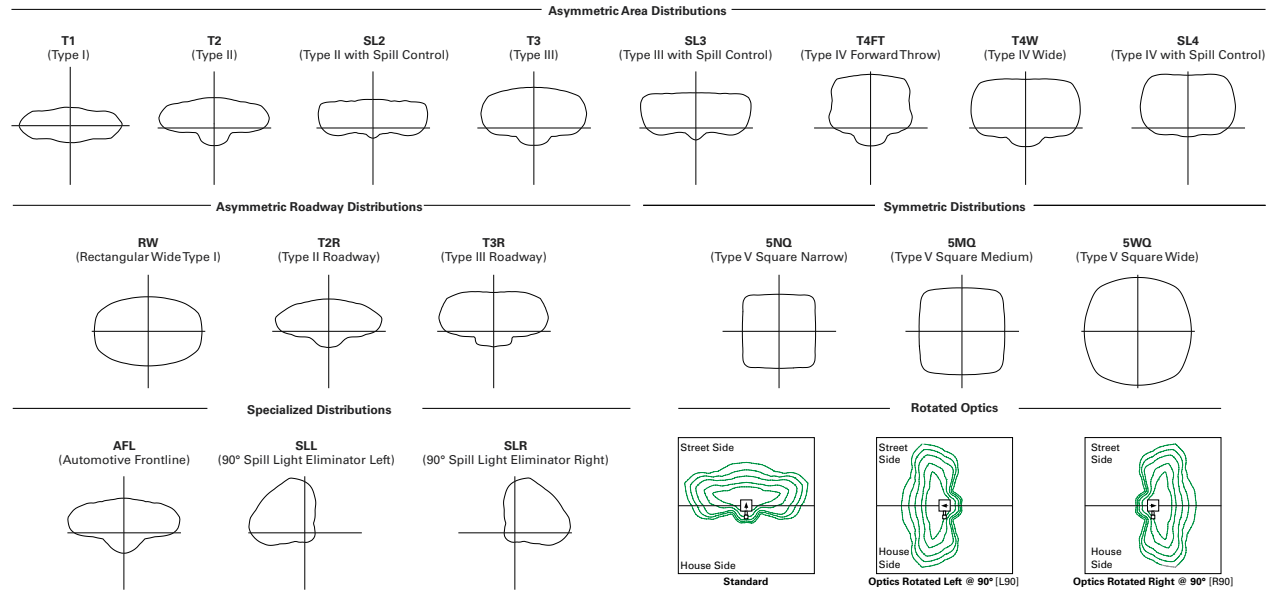 Asymmetric Area Distributions
T1
(Type I)
T2
(Type II)
SL2
(Type II with Spill Control)
T3
(Type III)
SL3
(Type III with Spill Control)
T4FT
(Type IV Forward Throw)
T4W
(Type IV Wide)
SL4
(Type IV with Spill Control)
Asymmetric Roadway Distributions
Symmetric Distributions
RW
(Rectangular Wide Type I)
T2R
(Type II Roadway)
T3R
(Type III Roadway)
5NQ
(Type V Square Narrow)
5MQ
(Type V Square Medium)
5WQ
(Type V Square Wide)
Specialized Distributions
Rotated Optics
AFL
(Automotive Frontline)
SLL
(90° Spill Light Eliminator Left)
SLR
(90° Spill Light Eliminator Right)
Street Side
House Side
Standard
Street
Side
House
Side
Optics Rotated Left @ 90° [L90]
Street
Side
House
Side
Optics Rotated Right @ 90° [R90]